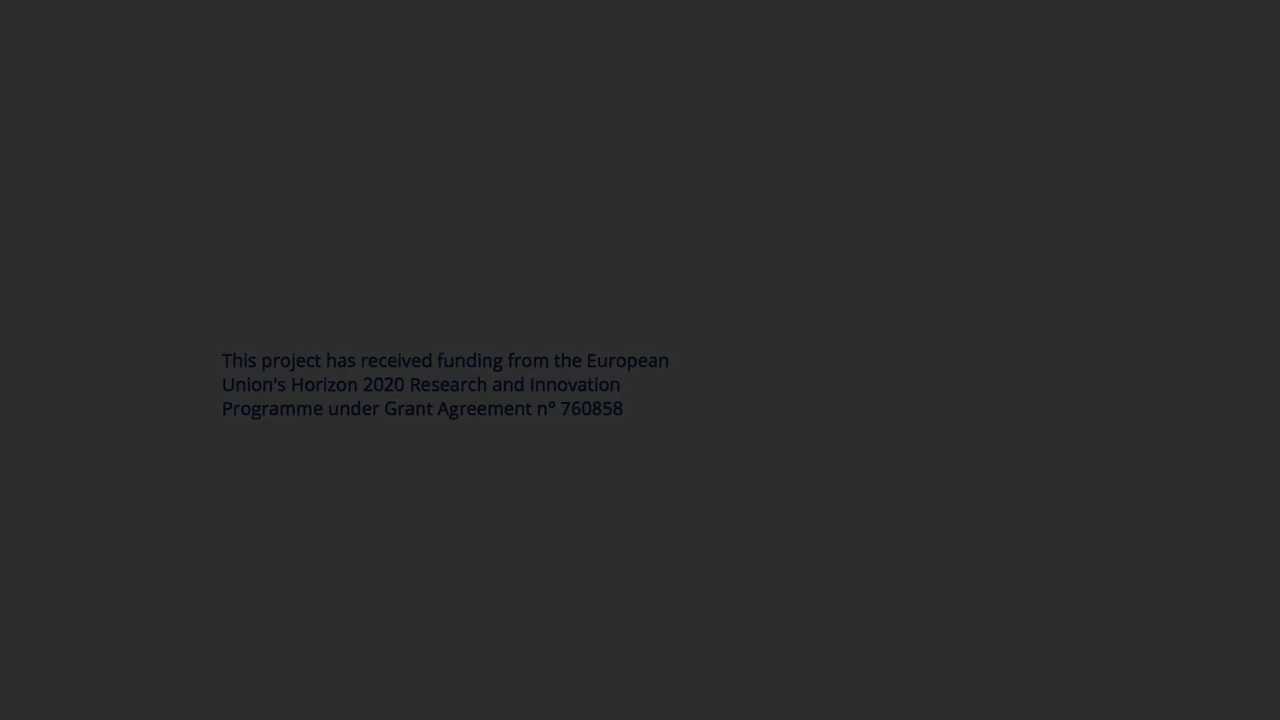 This project has received funding from the European
Union's Horizon 2020 Research and Innovation
Programme under Grant Agreement n° 760858